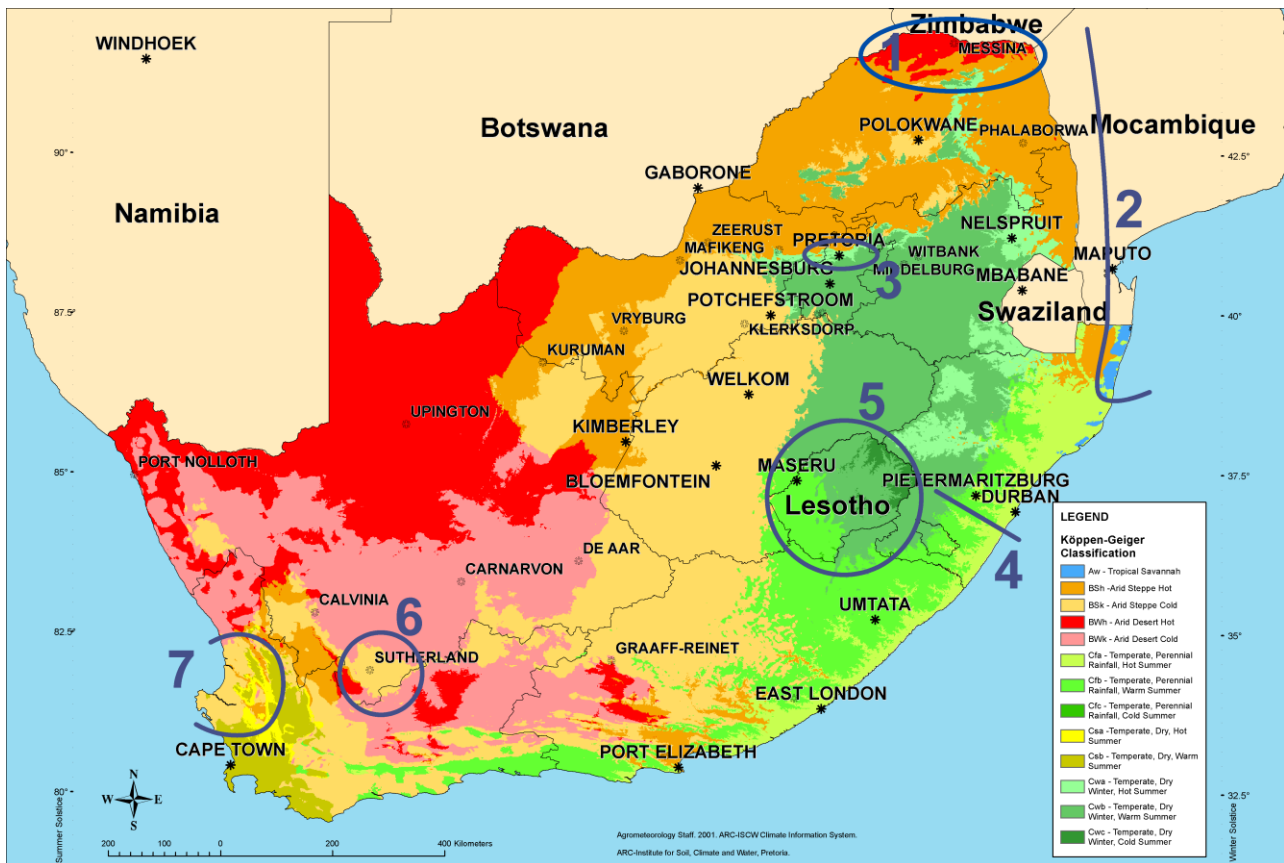 WINDHOEK
Zimbabwe
1
MESSINA
Botswana
POLOKWANE
PHALABORWA
Mocambique
90°
42.5°
GABORONE
Namibia
2
ZEERUST
MAFIKENG
PRETORIA
NELSPRUIT
WITBANK
MIDDELBURG
JOHANNESBURG
3
MAPUTO
MBABANE
POTCHEFSTROOM
Swaziland
87.5°
40°
VRYBURG
KLERKSDORP
KURUMAN
WELKOM
5
UPINGTON
KIMBERLEY
PORT NOLLOTH
85°
37.5°
BLOEMFONTEIN
MASERU
Lesotho
PIETERMARITZBURG
DURBAN
4
DE AAR
CARNARVON
CALVINIA
6
UMTATA
82.5°
35°
7
SUTHERLAND
GRAAFF-REINET
EAST LONDON
CAPE TOWN
PORT ELIZABETH
80°
32.5°
N
W E
S
Summer Solstice
Winter Solstice
200 100 0 200 400 Kilometers
Agrometeorology Staff. 2001. ARC-ISCW Climate Information System.
ARC-Institute for Soil, Climate and Water, Pretoria.
LEGEND
Köppen-Geiger
Classification
Aw - Tropical Savannah
BSh -Arid Steppe Hot
BSk - Arid Steppe Cold
BWh - Arid Desert Hot
BWk - Arid Desert Cold
Cfa - Temperate, Perennial
Rainfall, Hot Summer
Cfb - Temperate, Perennial
Rainfall, Warm Summer
Cfc - Temperate, Perennial
Rainfall, Cold Summer
Csa - Temperate, Dry, Hot
Summer
Csb - Temperate, Dry, Warm
Summer
Cwa - Temperate, Dry
Winter, Hot Summer
Cwb - Temperate, Dry
Winter, Warm Summer
Cwc - Temperate, Dry
Winter, Cold Summer